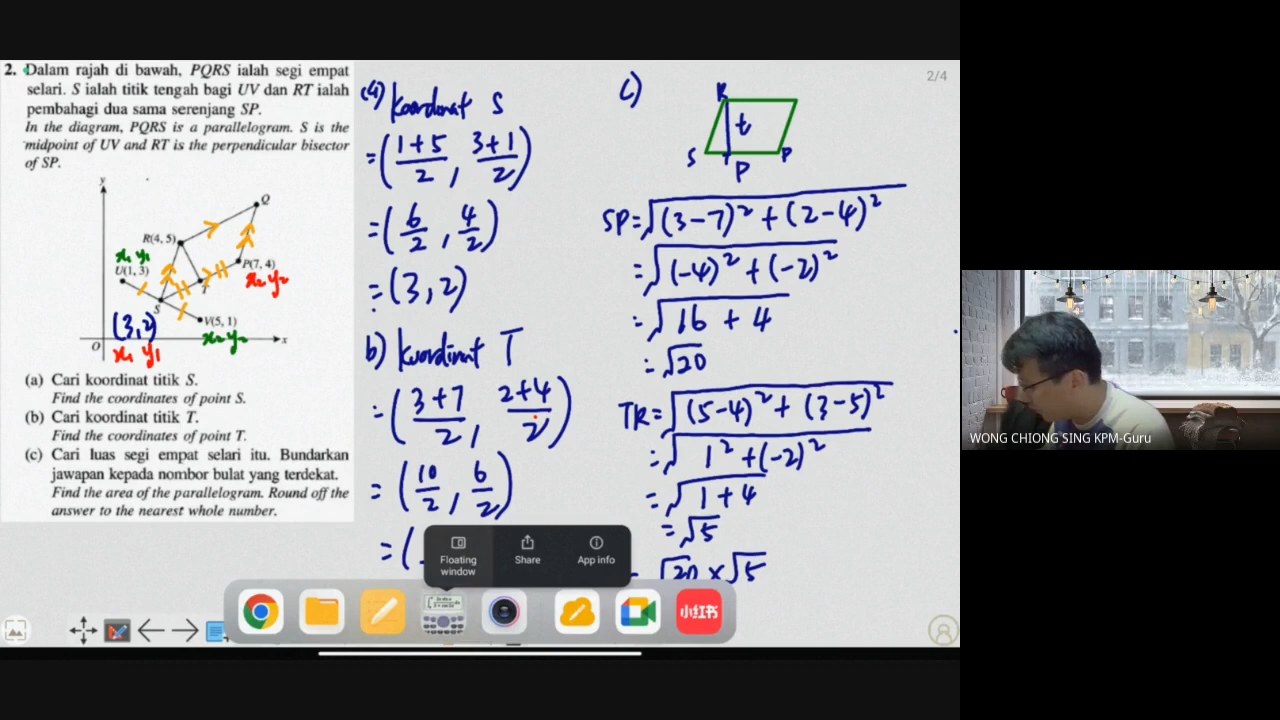 2. Dalam rajah di bawah, PQRS ialah segi empat
selari. S ialah titik tengah bagi UV dan RT ialah
pembahagi dua sama serenjang SP.
In the diagram, PQRS is a parallelogram. S is the
midpoint of UV and RT is the perpendicular bisector
of SP.
y
Q
R(4, 5)
x₁ y₁
U(1, 3)
P(7, 4)
x₂ y₂
T
S
V(5, 1)
(3,2)
x₂ y₂
O
x₁ y₁
x
(a) Cari koordinat titik S.
Find the coordinates of point S.
(b) Cari koordinat titik T.
Find the coordinates of point T.
(c) Cari luas segi empat selari itu. Bundarkan
jawapan kepada nombor bulat yang terdekat.
Find the area of the parallelogram. Round off the
answer to the nearest whole number.
(a) Koordinat S
= (1+5/2, 3+1/2)
= (6/2, 4/2)
= (3, 2)
b) Koordinat T
= (3+7/2, 2+4/2)
= (10/2, 6/2)
= (
c)
R
t
S
P
P
SP = √(3-7)² + (2-4)²
= √(-4)² + (-2)²
= √16 + 4
= √20
TR = √(5-4)² + (3-5)²
= √1² + (-2)²
= √1 + 4
= √5
= √20 × √5
2/4
Floating
window
Share
App info
小红书
WONG CHIONG SING KPM-Guru